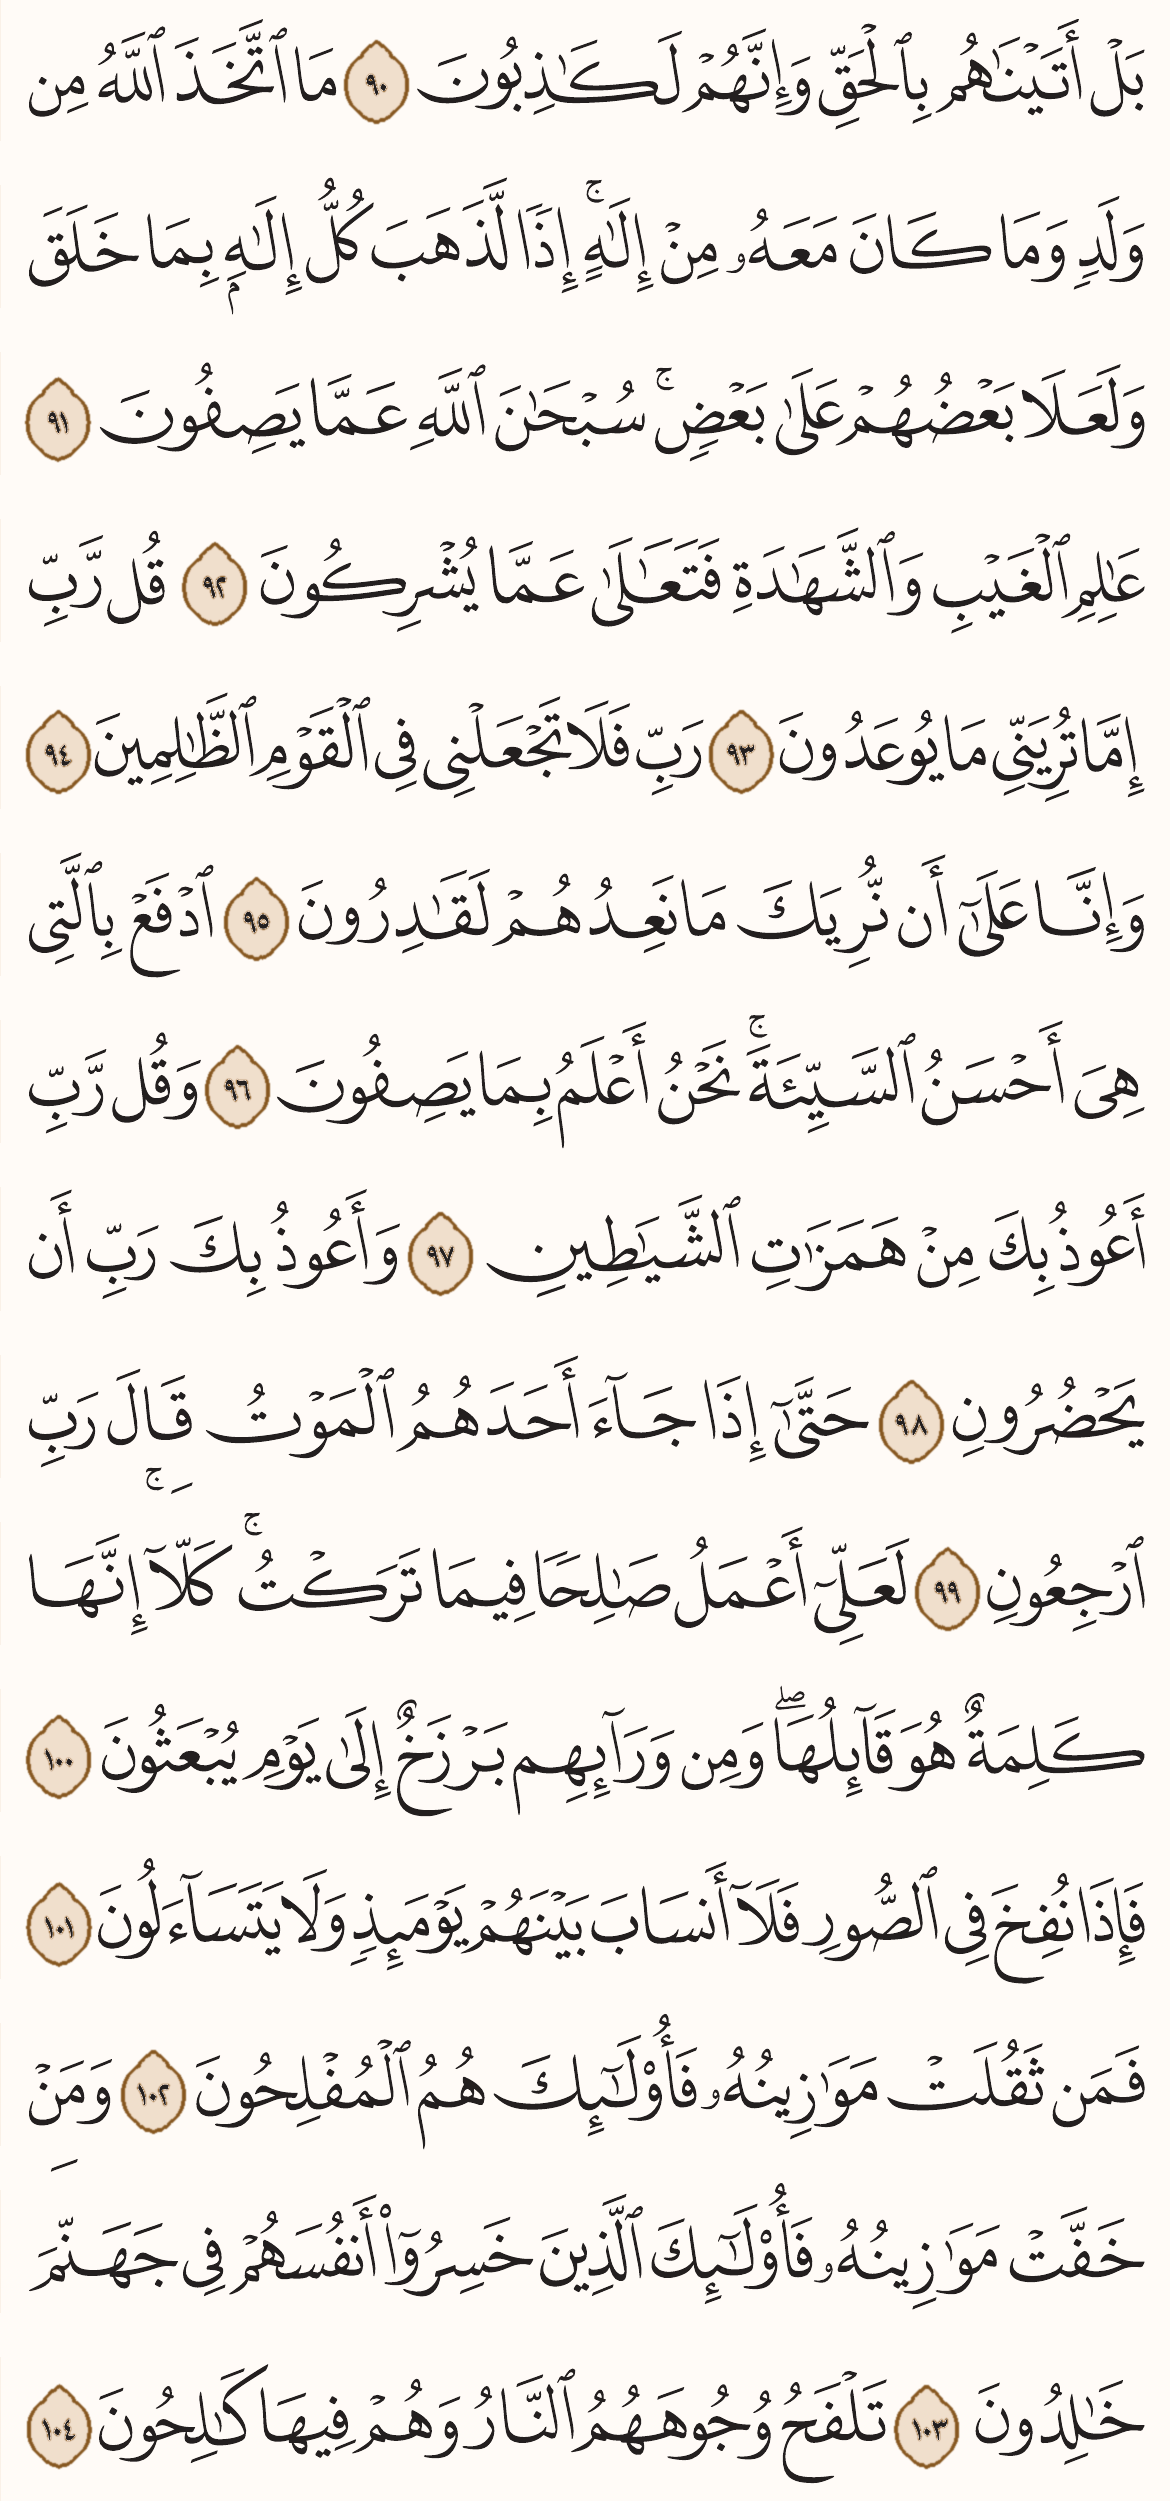 بَلْ أَتَيْنَٰهُم بِٱلْحَقِّ وَإِنَّهُمْ لَكَٰذِبُونَ ٩٠ مَا ٱتَّخَذَ ٱللَّهُ مِن
وَلَدٍ وَمَا كَانَ مَعَهُۥ مِنْ إِلَٰهٍ ۚ إِذًا لَّذَهَبَ كُلُّ إِلَٰهٍۭ بِمَا خَلَقَ
وَلَعَلَا بَعْضُهُمْ عَلَىٰ بَعْضٍ ۚ سُبْحَٰنَ ٱللَّهِ عَمَّا يَصِفُونَ ٩١
عَٰلِمِ ٱلْغَيْبِ وَٱلشَّهَٰدَةِ فَتَعَٰلَىٰ عَمَّا يُشْرِكُونَ ٩٢ قُل رَّبِّ
إِمَّا تُرِيَنِّى مَا يُوعَدُونَ ٩٣ رَبِّ فَلَا تَجْعَلْنِى فِى ٱلْقَوْمِ ٱلظَّٰلِمِينَ ٩٤
وَإِنَّا عَلَىٰٓ أَن نُّرِيَكَ مَا نَعِدُهُمْ لَقَٰدِرُونَ ٩٥ ٱدْفَعْ بِٱلَّتِى
هِىَ أَحْسَنُ ٱلسَّيِّئَةَ ۚ نَحْنُ أَعْلَمُ بِمَا يَصِفُونَ ٩٦ وَقُل رَّبِّ
أَعُوذُ بِكَ مِنْ هَمَزَٰتِ ٱلشَّيَٰطِينِ ٩٧ وَأَعُوذُ بِكَ رَبِّ أَن
يَحْضُرُونِ ٩٨ حَتَّىٰٓ إِذَا جَآءَ أَحَدَهُمُ ٱلْمَوْتُ قَالَ رَبِّ
ٱرْجِعُونِ ٩٩ لَعَلِّىٓ أَعْمَلُ صَٰلِحًا فِيمَا تَرَكْتُ ۚ كَلَّآ إِنَّهَا
كَلِمَةٌ هُوَ قَآئِلُهَا ۖ وَمِن وَرَآئِهِم بَرْزَخٌ إِلَىٰ يَوْمِ يُبْعَثُونَ ١٠٠
فَإِذَا نُفِخَ فِى ٱلصُّورِ فَلَآ أَنسَابَ بَيْنَهُمْ يَوْمَئِذٍ وَلَا يَتَسَآءَلُونَ ١٠١
فَمَن ثَقُلَتْ مَوَٰزِينُهُۥ فَأُو۟لَٰٓئِكَ هُمُ ٱلْمُفْلِحُونَ ١٠٢ وَمَنْ
خَفَّتْ مَوَٰزِينُهُۥ فَأُو۟لَٰٓئِكَ ٱلَّذِينَ خَسِرُوٓا۟ أَنفُسَهُمْ فِى جَهَنَّمَ
خَٰلِدُونَ ١٠٣ تَلْفَحُ وُجُوهَهُمُ ٱلنَّارُ وَهُمْ فِيهَا كَٰلِحُونَ ١٠٤